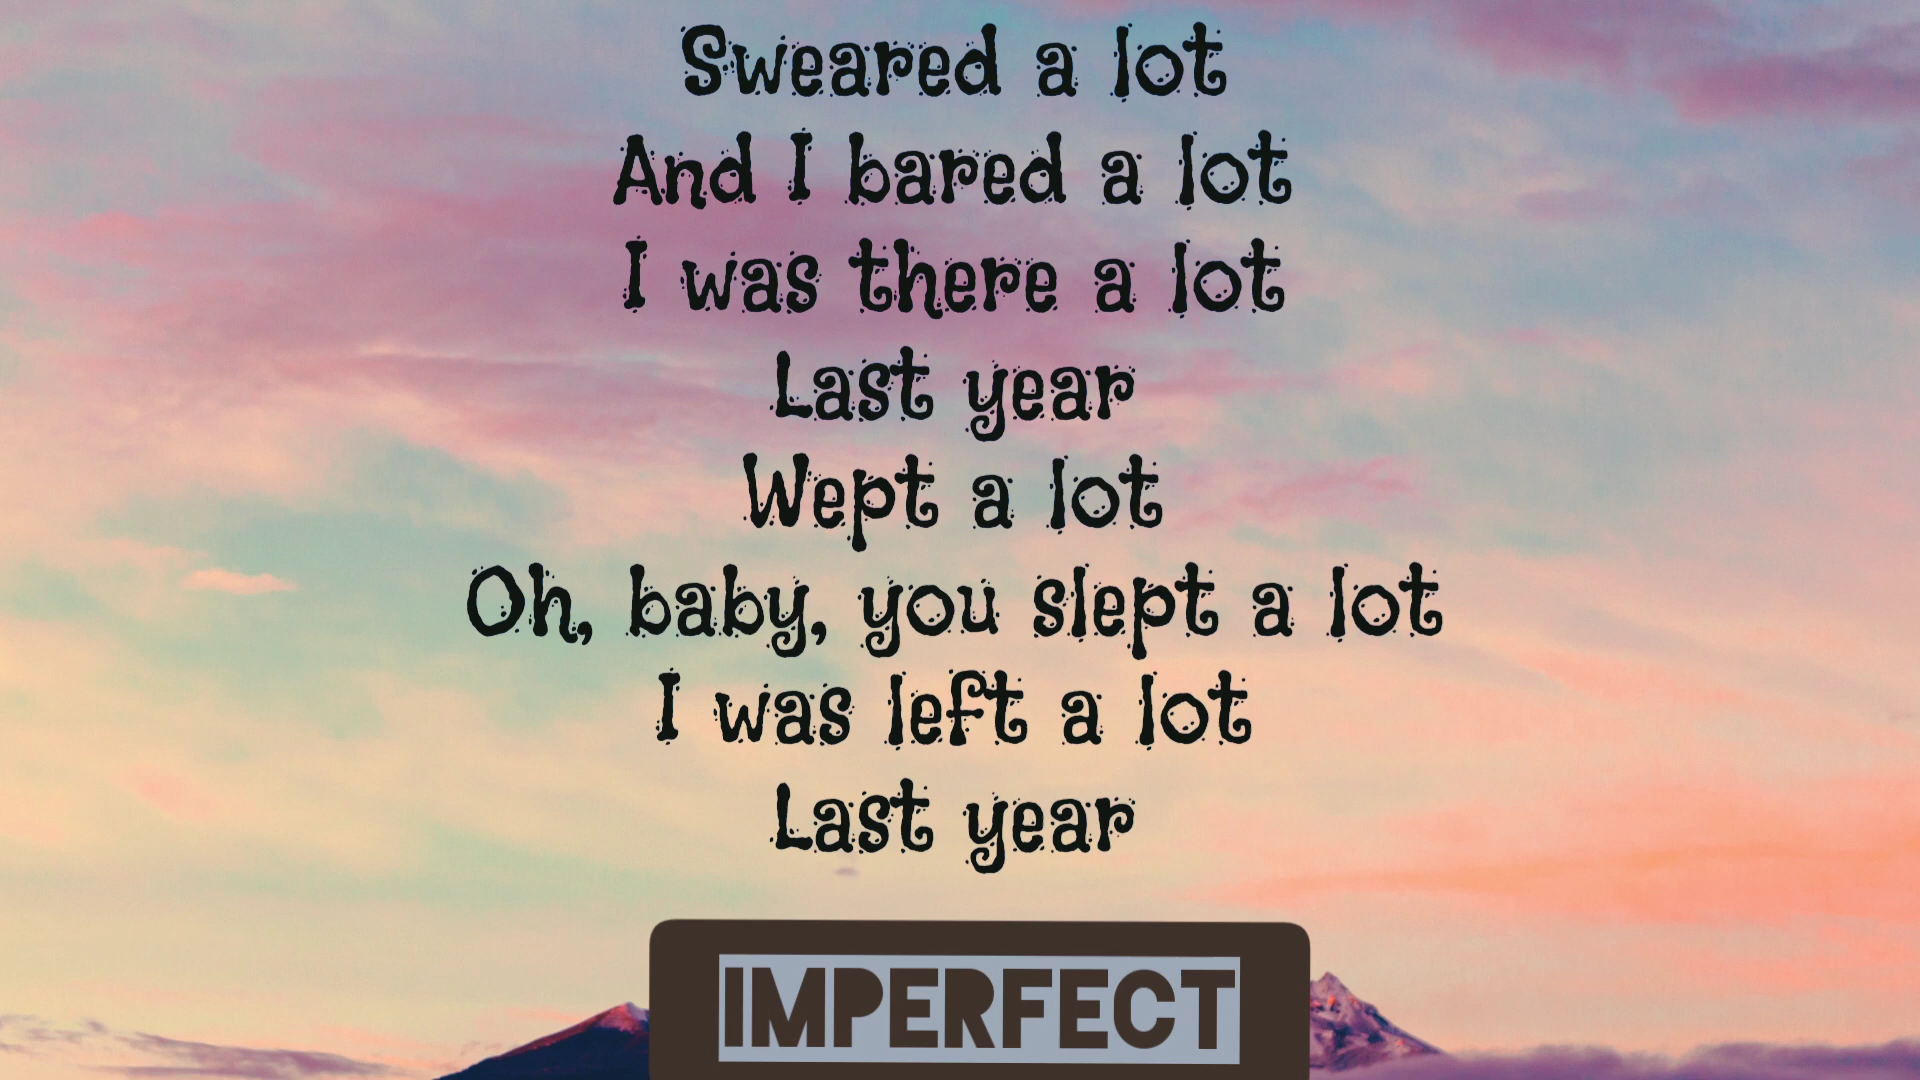 Sweared a lot
And I bared a lot
I was there a lot
Last year
Wept a lot
Oh, baby, you slept a lot
I was left a lot
Last year
IMPERFECT